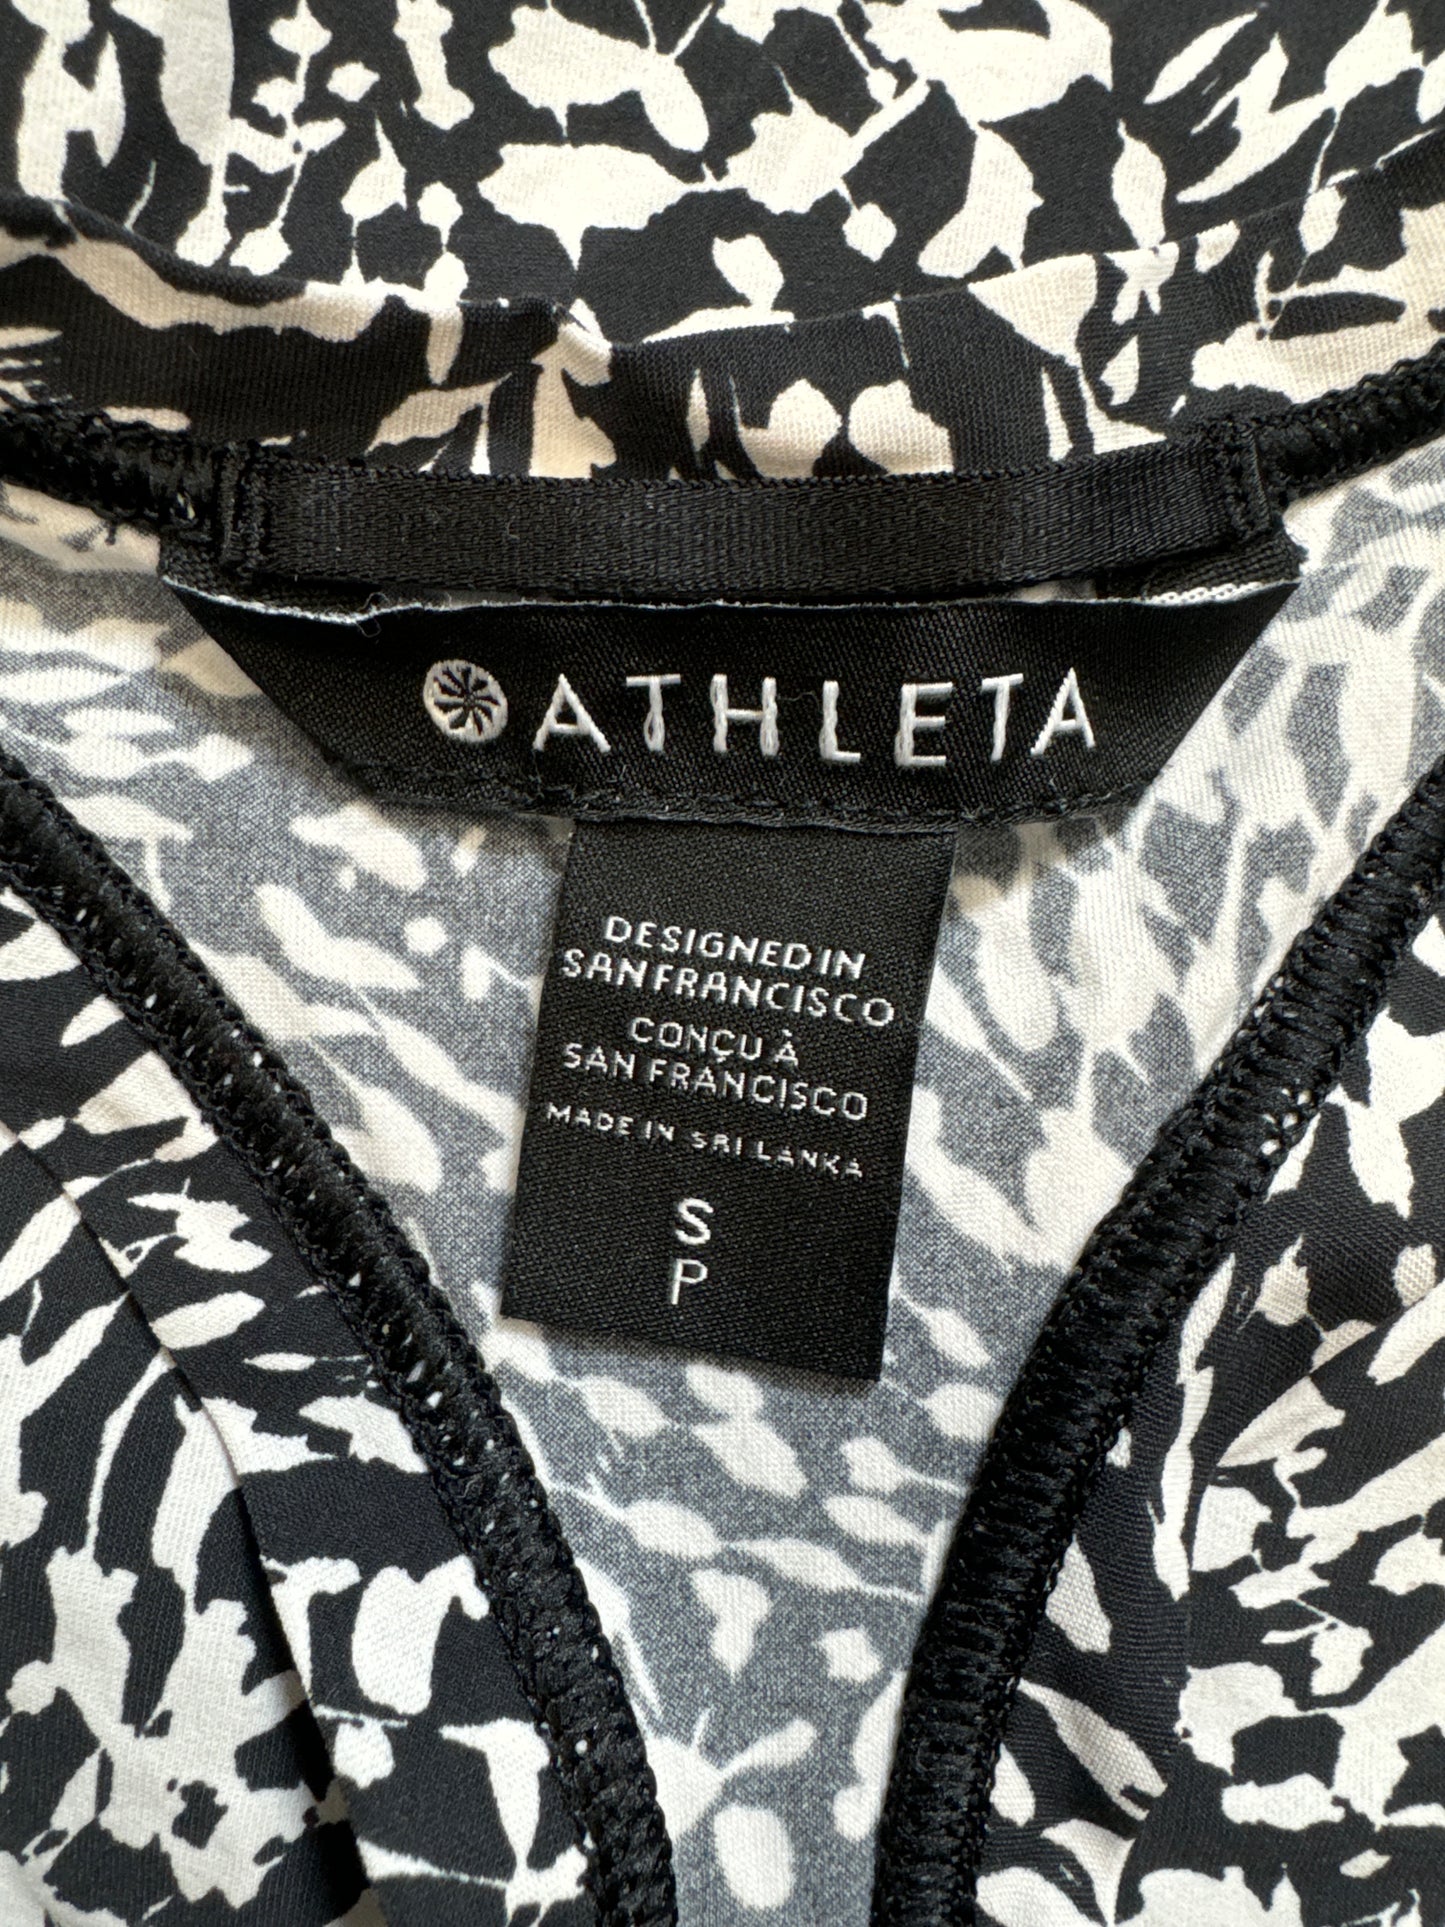 ATHLETA
DESIGNED IN
SAN FRANCISCO
CONÇU À
SAN FRANCISCO
MADE IN SRI LANKA
S
P